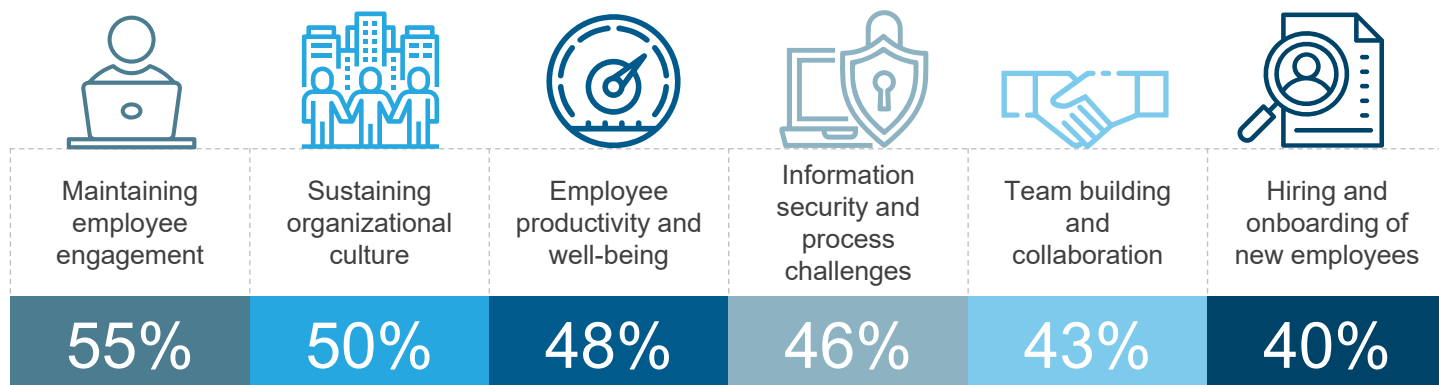 Maintaining
employee
engagement
Sustaining
organizational
culture
Employee
productivity and
well-being
Information
security and
process
challenges
Team building
and
collaboration
Hiring and
onboarding of
new employees
55%
50%
48%
46%
43%
40%